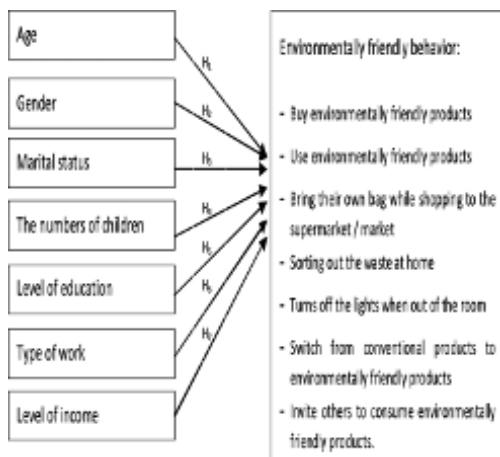 Age
Gender
Marital status
The numbers of children
Level of education
Type of work
Level of income
H₁
H₂
H₃
H₄
H₅
H₆
H₇
Environmentally friendly behavior:
- Buy environmentally friendly products
- Use environmentally friendly products
- Bring their own bag while shopping to the
supermarket / market
- Sorting out the waste at home
- Turns off the lights when out of the room
- Switch from conventional products to
environmentally friendly products
- Invite others to consume environmentally
friendly products.